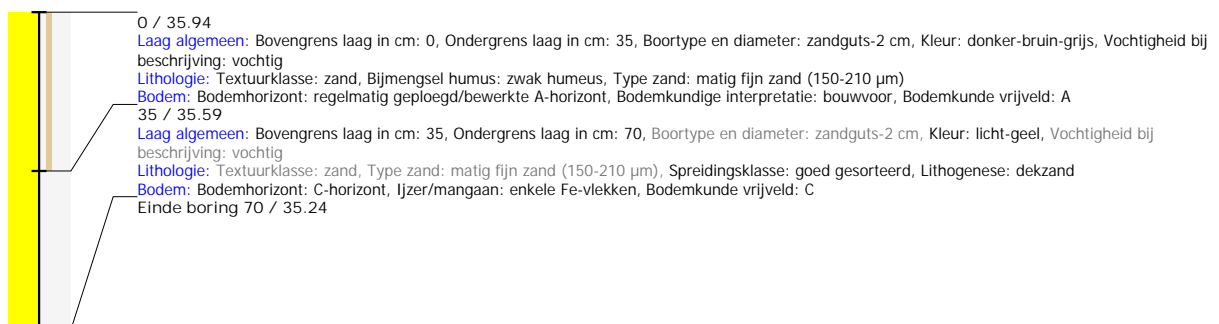 0 / 35.94
Laag algemeen: Bovengrens laag in cm: 0, Ondergrens laag in cm: 35, Boortype en diameter: zandguts-2 cm, Kleur: donker-bruin-grijs, Vochtigheid bij
beschrijving: vochtig
Lithologie: Textuurklasse: zand, Bijmengsel humus: zwak humeus, Type zand: matig fijn zand (150-210 µm)
Bodem: Bodemhorizont: regelmatig geploegd/bewerkte A-horizont, Bodemkundige interpretatie: bouwvoor, Bodemkunde vrijveld: A
35 / 35.59
Laag algemeen: Bovengrens laag in cm: 35, Ondergrens laag in cm: 70, Boortype en diameter: zandguts-2 cm, Kleur: licht-geel, Vochtigheid bij
beschrijving: vochtig
Lithologie: Textuurklasse: zand, Type zand: matig fijn zand (150-210 µm), Spreidingsklasse: goed gesorteerd, Lithogenese: dekzand
Bodem: Bodemhorizont: C-horizont, Ijzer/mangaan: enkele Fe-vlekken, Bodemkunde vrijveld: C
Einde boring 70 / 35.24